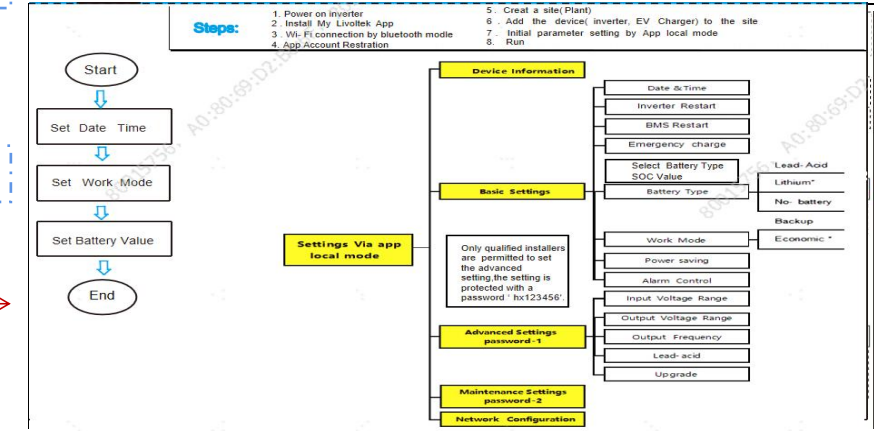 Steps:
1. Power on inverter
2 . Install My Livoltek App
3 . Wi- Fi connection by bluetooth modle
4. App Account Restration
5 . Creat a site( Plant)
6 . Add the device( inverter, EV Charger) to the site
7 . Initial parameter setting by App local mode
8. Run
Start
Set Date Time
Set Work Mode
Set Battery Value
End
Settings Via app
local mode
Device Information
Basic Settings
Only qualified installers
are permitted to set
the advanced
setting,the setting is
protected with a
password ' hx123456'.
Advanced Settings
password-1
Maintenance Settings
password-2
Network Configuration
Date & Time
Inverter Restart
BMS Restart
Emergency charge
Select Battery Type
SOC Value
Battery Type
Lead- Acid
Lithium*
No- battery
Backup
Work Mode
Economic *
Power saving
Alarm Control
Input Voltage Range
Output Voltage Range
Output Frequency
Lead- acid
Upgrade